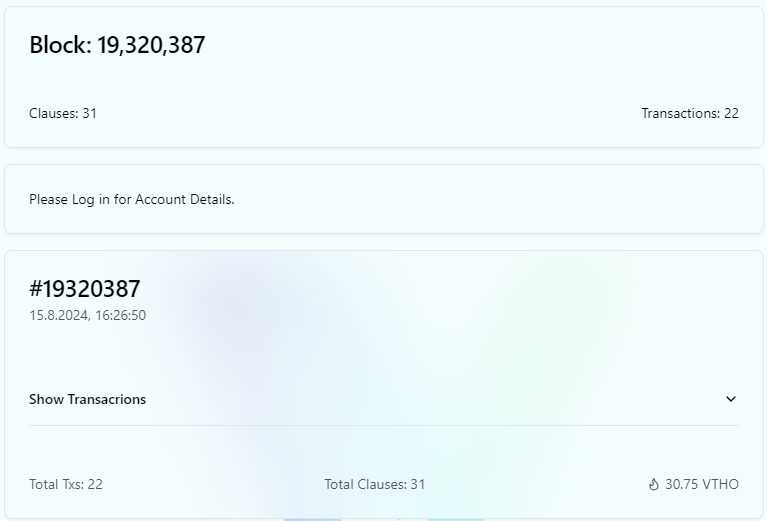 Block: 19,320,387
Clauses: 31
Transactions: 22
Please Log in for Account Details.
#19320387
15.8.2024, 16:26:50
Show Transacrions
Total Txs: 22
Total Clauses: 31
30.75 VTHO